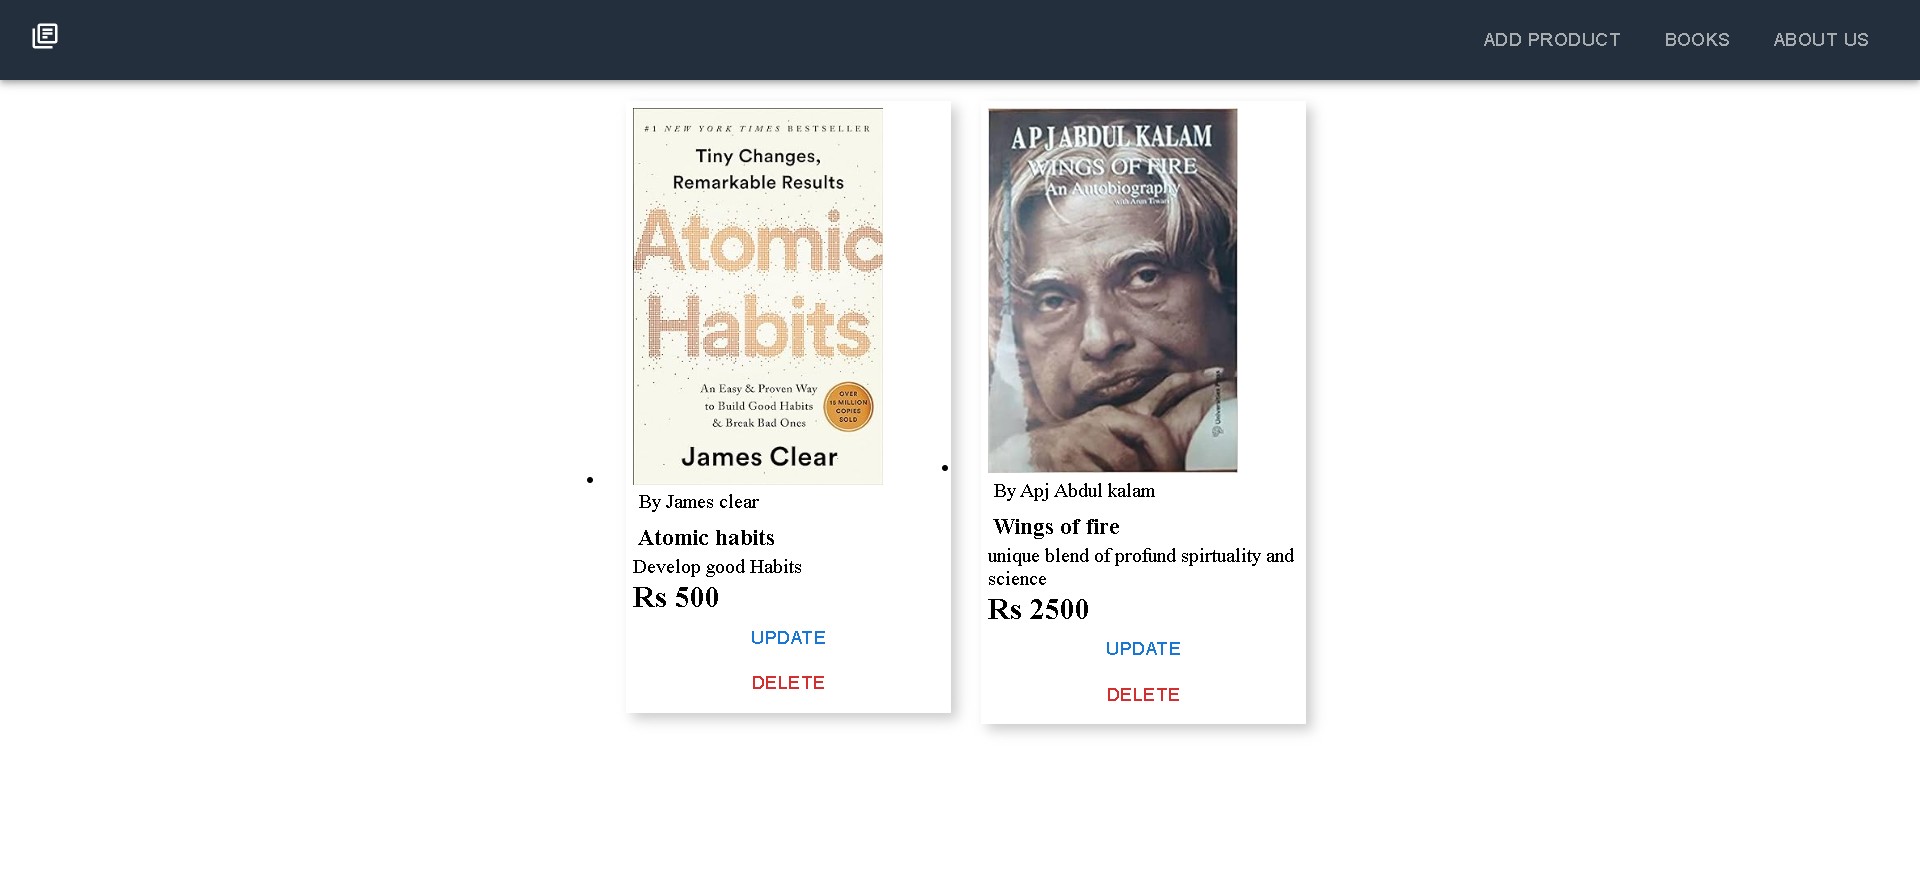 ADD PRODUCT BOOKS ABOUT US
#1 NEW YORK TIMES BESTSELLER
Tiny Changes,
Remarkable Results
Atomic
Habits
An Easy & Proven Way
to Build Good Habits
& Break Bad Ones
OVER
15 MILLION
COPIES
SOLD
James Clear
By James clear
Atomic habits
Develop good Habits
Rs 500
UPDATE
DELETE
A P J ABDUL KALAM
WINGS OF FIRE
An Autobiography
with Arun Tiwari
Universities Press
By Apj Abdul kalam
Wings of fire
unique blend of profund spirtuality and
science
Rs 2500
UPDATE
DELETE